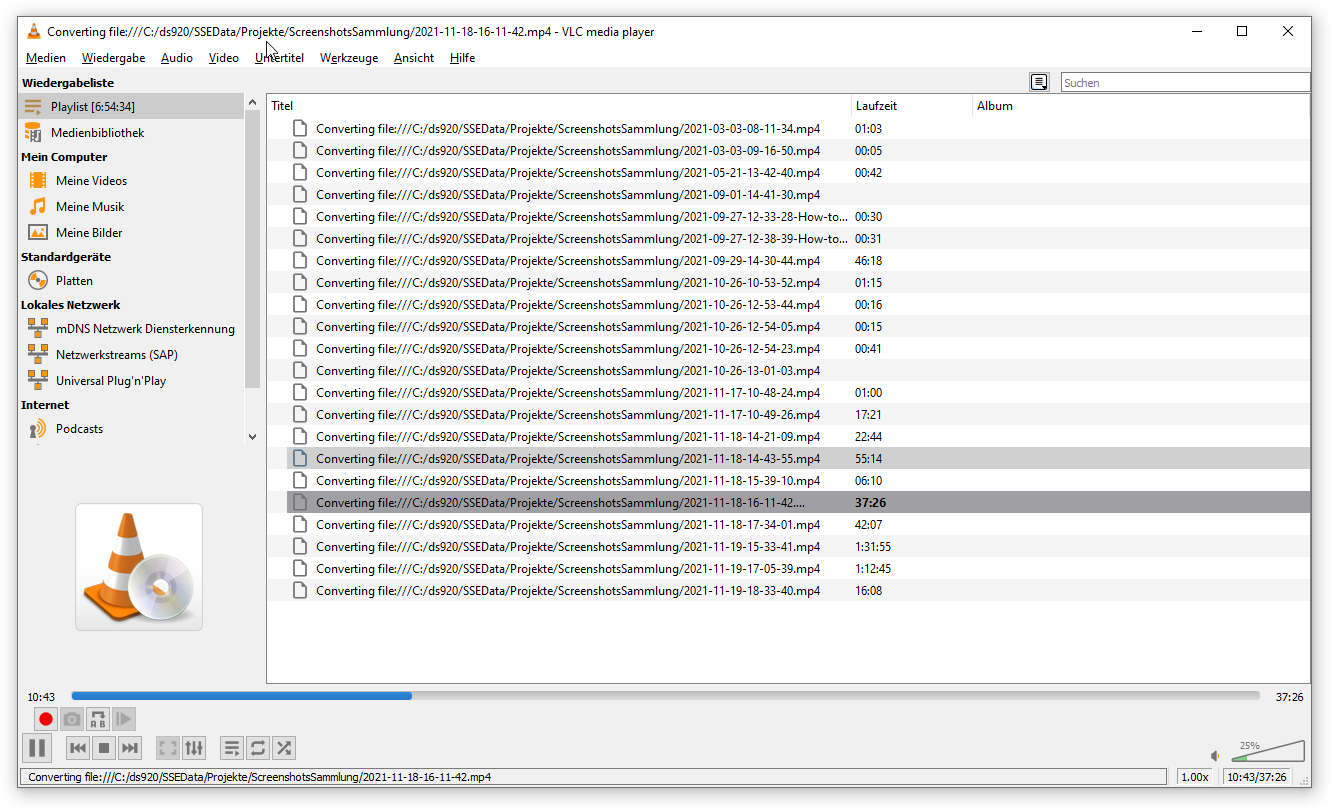 Converting file:///C:/ds920/SSEData/Projekte/ScreenshotsSammlung/2021-11-18-16-11-42.mp4 - VLC media player
Medien Wiedergabe Audio Video Untertitel Werkzeuge Ansicht Hilfe
Wiedergabeliste
Suchen
Playlist [6:54:34]
Medienbibliothek
Mein Computer
Meine Videos
Meine Musik
Meine Bilder
Standardgeräte
Platten
Lokales Netzwerk
mDNS Netzwerk Diensterkennung
Netzwerkstreams (SAP)
Universal Plug'n'Play
Internet
Podcasts
Titel Laufzeit Album
Converting file:///C:/ds920/SSEData/Projekte/ScreenshotsSammlung/2021-03-03-08-11-34.mp4 01:03
Converting file:///C:/ds920/SSEData/Projekte/ScreenshotsSammlung/2021-03-03-09-16-50.mp4 00:05
Converting file:///C:/ds920/SSEData/Projekte/ScreenshotsSammlung/2021-05-21-13-42-40.mp4 00:42
Converting file:///C:/ds920/SSEData/Projekte/ScreenshotsSammlung/2021-09-01-14-41-30.mp4
Converting file:///C:/ds920/SSEData/Projekte/ScreenshotsSammlung/2021-09-27-12-33-28-How-to... 00:30
Converting file:///C:/ds920/SSEData/Projekte/ScreenshotsSammlung/2021-09-27-12-38-39-How-to... 00:31
Converting file:///C:/ds920/SSEData/Projekte/ScreenshotsSammlung/2021-09-29-14-30-44.mp4 46:18
Converting file:///C:/ds920/SSEData/Projekte/ScreenshotsSammlung/2021-10-26-10-53-52.mp4 01:15
Converting file:///C:/ds920/SSEData/Projekte/ScreenshotsSammlung/2021-10-26-12-53-44.mp4 00:16
Converting file:///C:/ds920/SSEData/Projekte/ScreenshotsSammlung/2021-10-26-12-54-05.mp4 00:15
Converting file:///C:/ds920/SSEData/Projekte/ScreenshotsSammlung/2021-10-26-12-54-23.mp4 00:41
Converting file:///C:/ds920/SSEData/Projekte/ScreenshotsSammlung/2021-10-26-13-01-03.mp4
Converting file:///C:/ds920/SSEData/Projekte/ScreenshotsSammlung/2021-11-17-10-48-24.mp4 01:00
Converting file:///C:/ds920/SSEData/Projekte/ScreenshotsSammlung/2021-11-17-10-49-26.mp4 17:21
Converting file:///C:/ds920/SSEData/Projekte/ScreenshotsSammlung/2021-11-18-14-21-09.mp4 22:44
Converting file:///C:/ds920/SSEData/Projekte/ScreenshotsSammlung/2021-11-18-14-43-55.mp4 55:14
Converting file:///C:/ds920/SSEData/Projekte/ScreenshotsSammlung/2021-11-18-15-39-10.mp4 06:10
Converting file:///C:/ds920/SSEData/Projekte/ScreenshotsSammlung/2021-11-18-16-11-42.... 37:26
Converting file:///C:/ds920/SSEData/Projekte/ScreenshotsSammlung/2021-11-18-17-34-01.mp4 42:07
Converting file:///C:/ds920/SSEData/Projekte/ScreenshotsSammlung/2021-11-19-15-33-41.mp4 1:31:55
Converting file:///C:/ds920/SSEData/Projekte/ScreenshotsSammlung/2021-11-19-17-05-39.mp4 1:12:45
Converting file:///C:/ds920/SSEData/Projekte/ScreenshotsSammlung/2021-11-19-18-33-40.mp4 16:08
10:43 37:26
A B
25%
Converting file:///C:/ds920/SSEData/Projekte/ScreenshotsSammlung/2021-11-18-16-11-42.mp4 1.00x 10:43/37:26